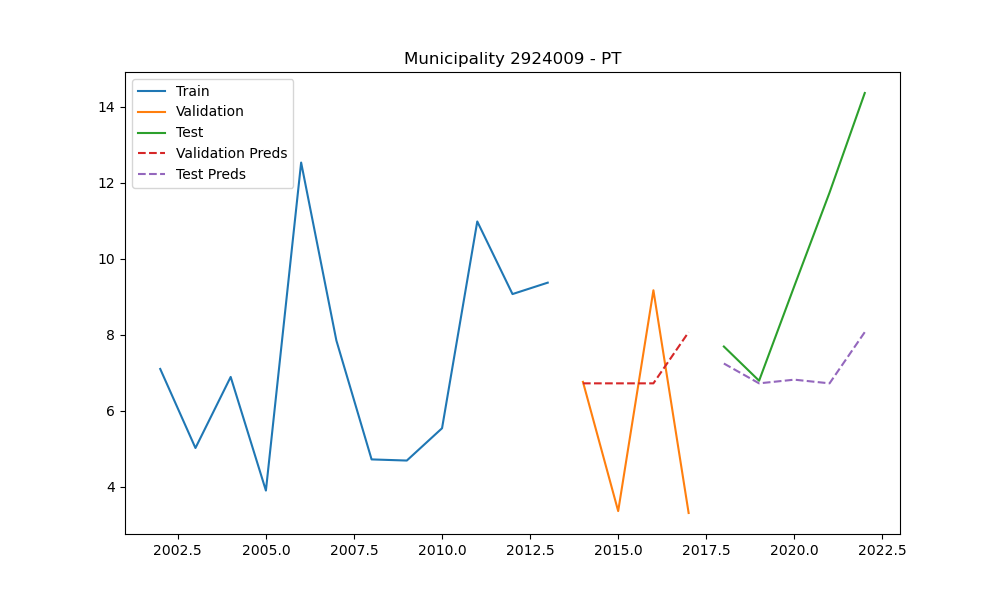 Municipality 2924009 - PT
Train
Validation
Test
Validation Preds
Test Preds
14
12
10
8
6
4
2002.5 2005.0 2007.5 2010.0 2012.5 2015.0 2017.5 2020.0 2022.5